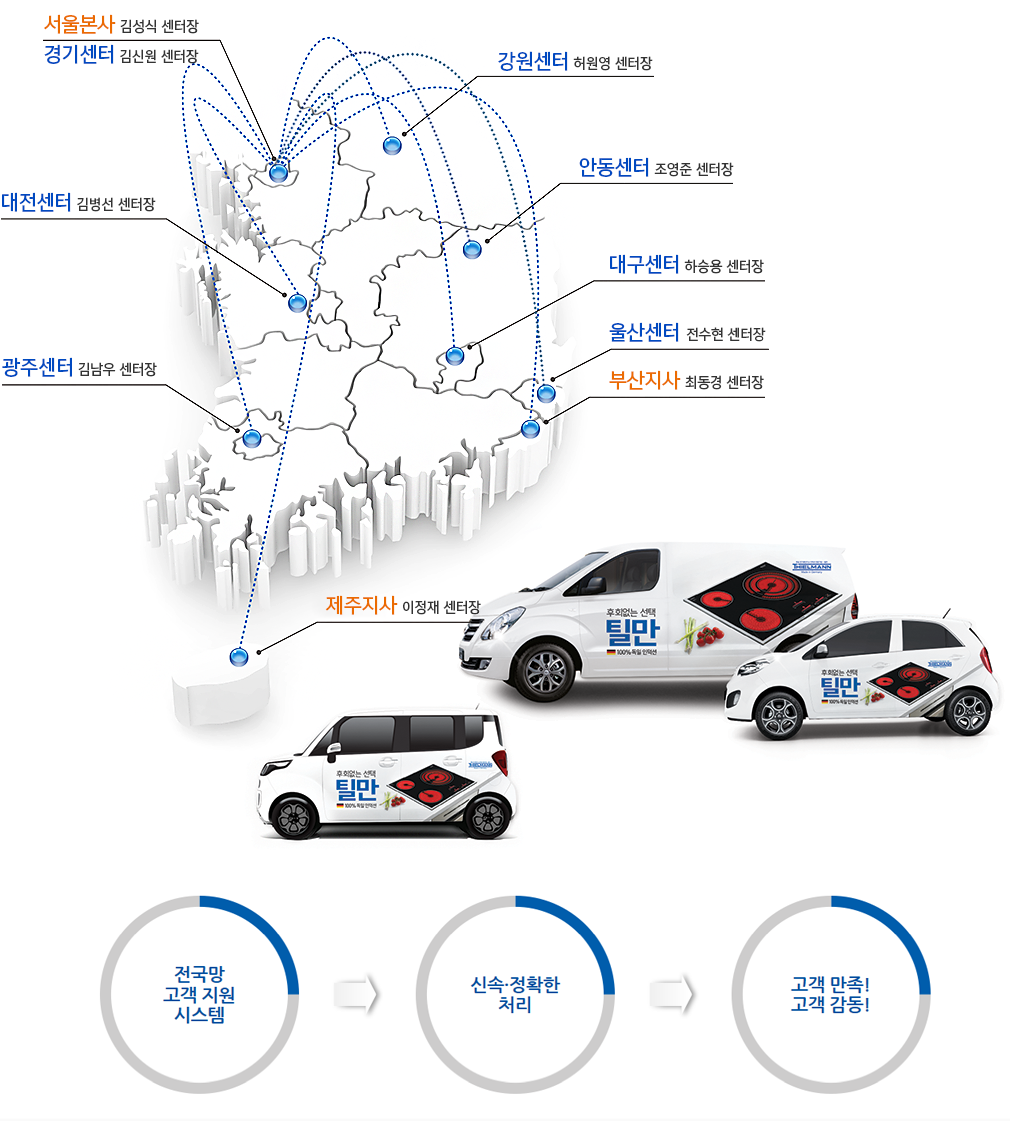 서울본사 김성식 센터장
경기센터 김신원 센터장
강원센터 허원영 센터장
안동센터 조영준 센터장
대전센터 김병선 센터장
대구센터 하승용 센터장
울산센터 전수현 센터장
광주센터 김남우 센터장
부산지사 최동경 센터장
제주지사 이정재 센터장
THIELMANN
후회없는 선택
틸만
100% 독일 인덕션
THIELMANN
후회없는 선택
틸만
100% 독일 인덕션
THIELMANN
후회없는 선택
틸만
100% 독일 인덕션
전국망
고객 지원
시스템
신속·정확한
처리
고객 만족!
고객 감동!